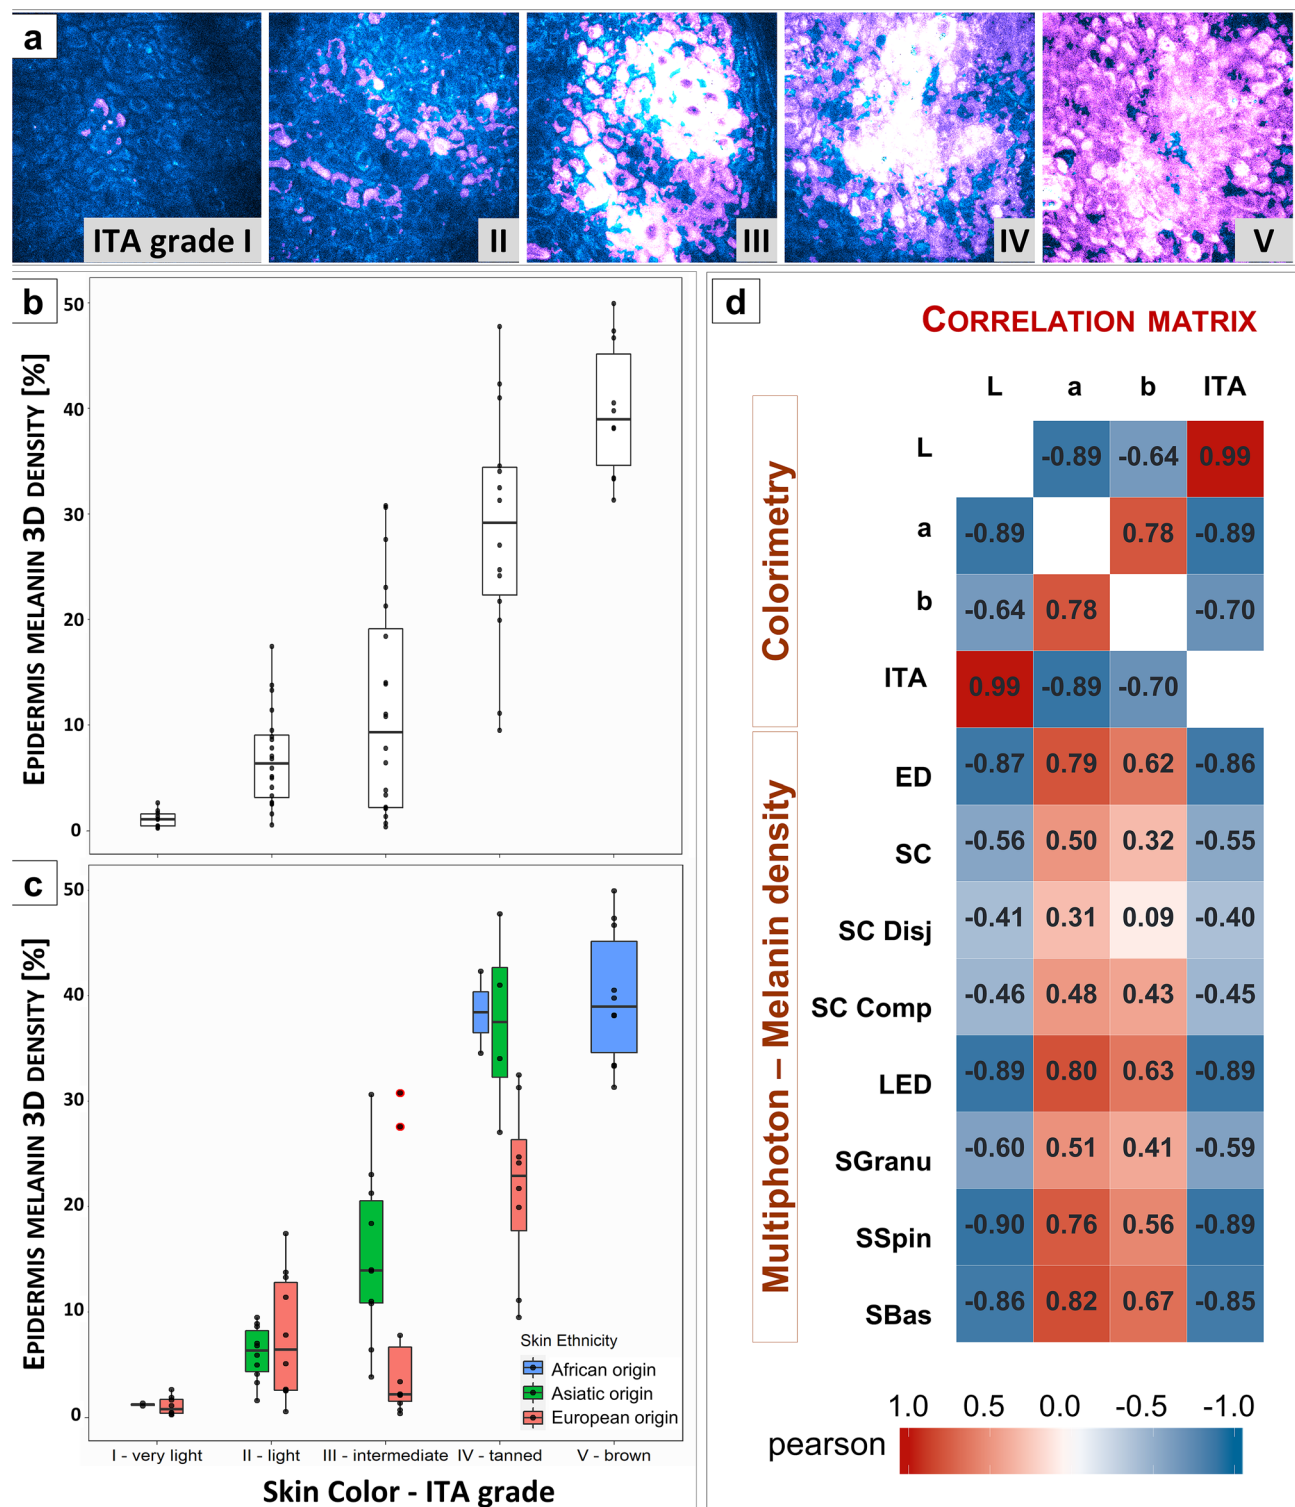 a
ITA grade I
II
III
IV
V
b
EPIDERMIS MELANIN 3D DENSITY [%]
50
40
30
20
10
0
c
EPIDERMIS MELANIN 3D DENSITY [%]
50
40
30
20
10
0
Skin Ethnicity
African origin
Asiatic origin
European origin
I - very light
II - light
III - intermediate
IV - tanned
V - brown
Skin Color - ITA grade
d
CORRELATION MATRIX
L a b ITA
Colorimetry
L -0.89 -0.64 0.99
a -0.89 0.78 -0.89
b -0.64 0.78 -0.70
ITA 0.99 -0.89 -0.70
Multiphoton – Melanin density
ED -0.87 0.79 0.62 -0.86
SC -0.56 0.50 0.32 -0.55
SC Disj -0.41 0.31 0.09 -0.40
SC Comp -0.46 0.48 0.43 -0.45
LED -0.89 0.80 0.63 -0.89
SGranu -0.60 0.51 0.41 -0.59
SSpin -0.90 0.76 0.56 -0.89
SBas -0.86 0.82 0.67 -0.85
1.0 0.5 0.0 -0.5 -1.0
pearson